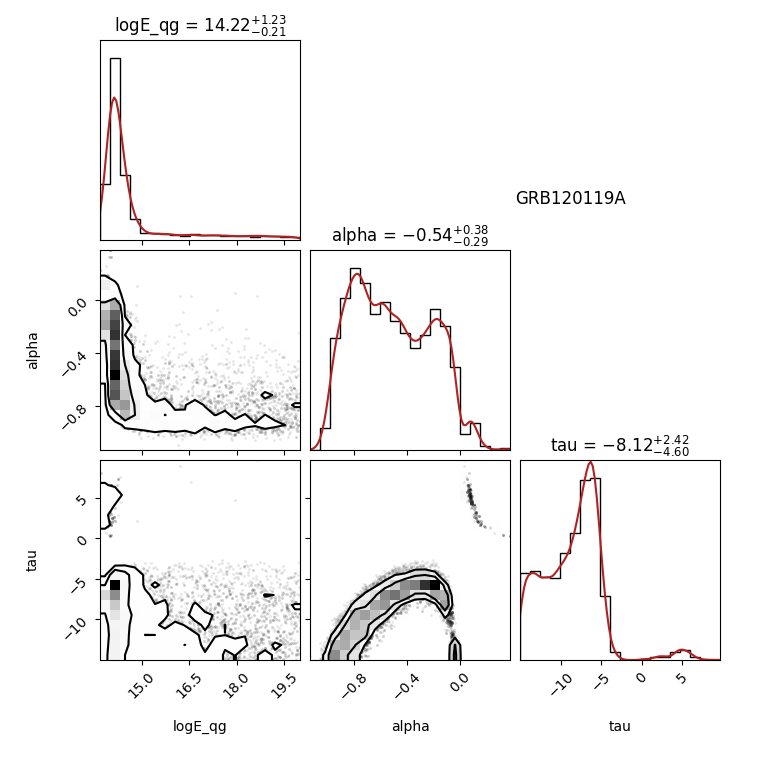 logE_qg = 14.22+1.23−0.21
GRB120119A
alpha = −0.54+0.38−0.29
0.0
−0.4
−0.8
alpha
tau = −8.12+2.42−4.60
5
0
−5
−10
tau
15.0 16.5 18.0 19.5
−0.8 −0.4 0.0
−10 −5 0 5
logE_qg alpha tau